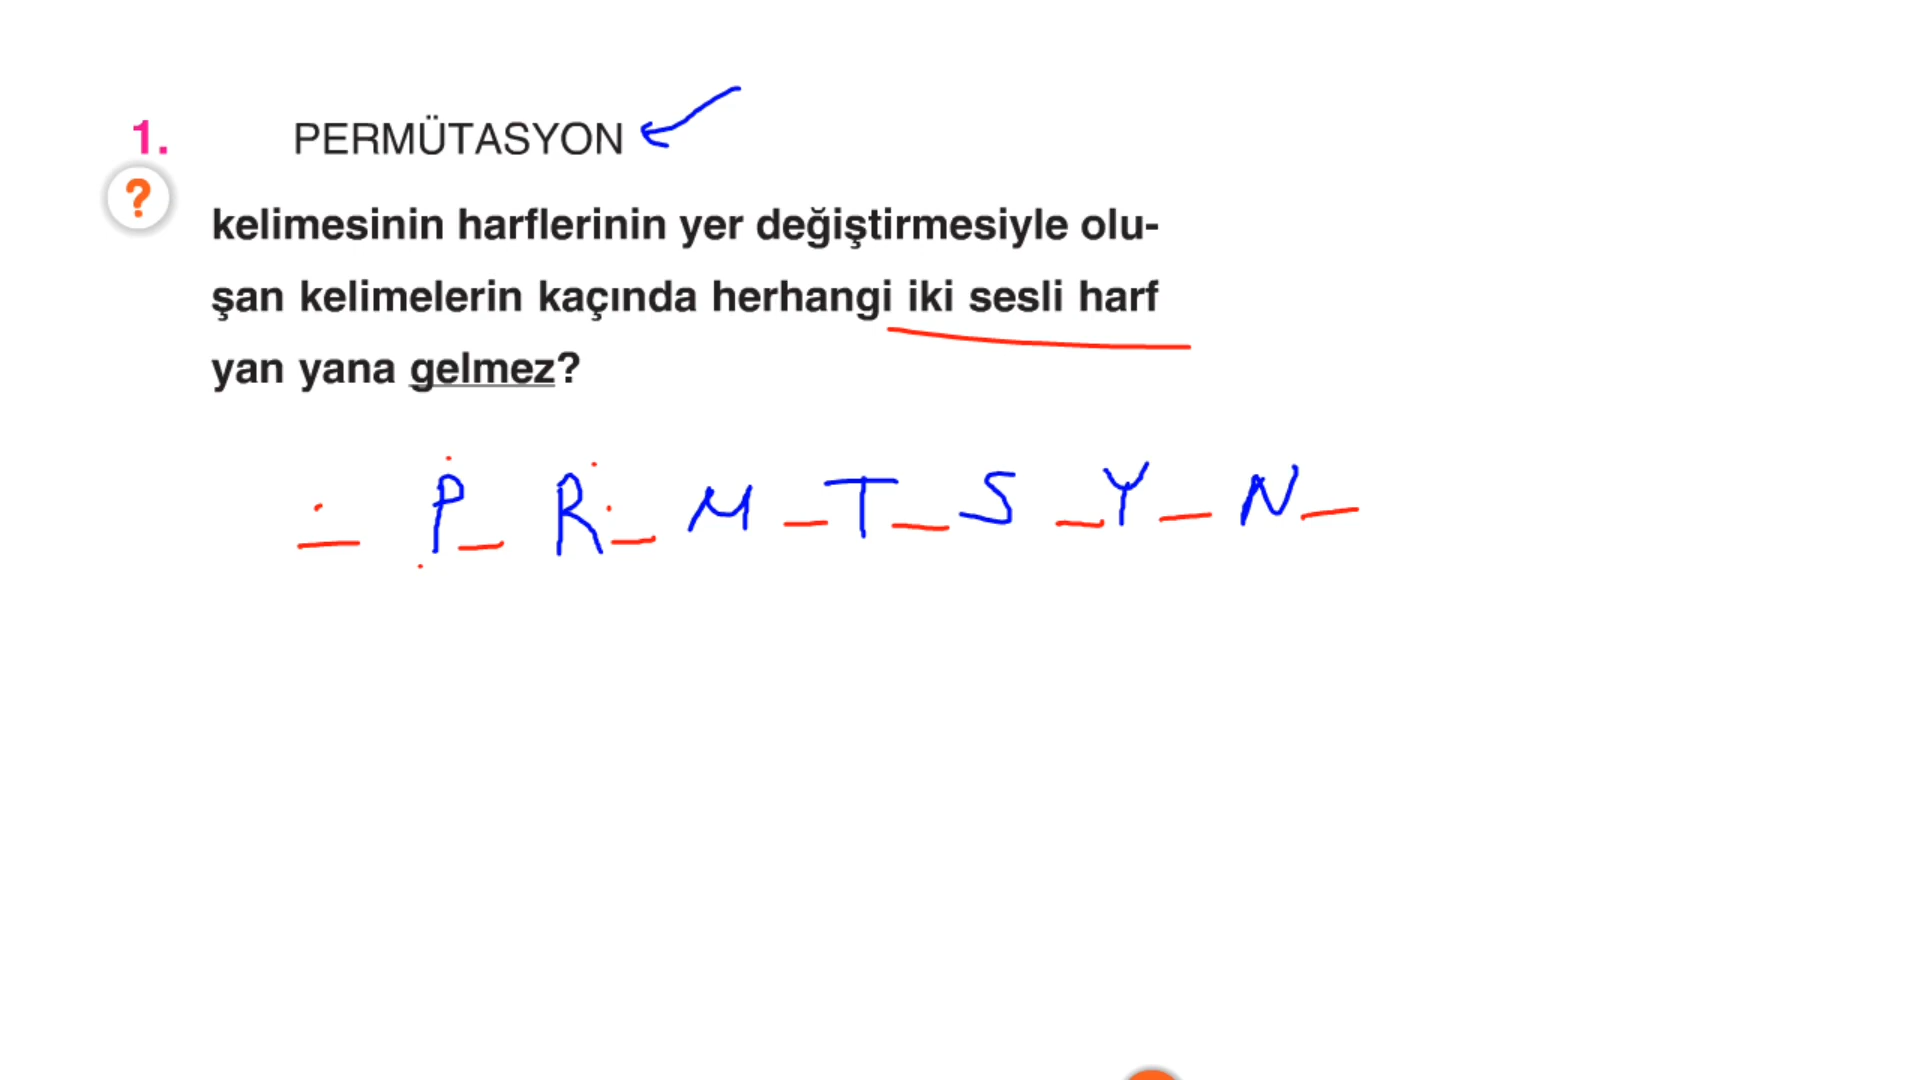 1. PERMÜTASYON
?
kelimesinin harflerinin yer değiştirmesiyle olu-
şan kelimelerin kaçında herhangi iki sesli harf
yan yana gelmez?
_ P _ R _ M _ T _ S _ Y _ N _